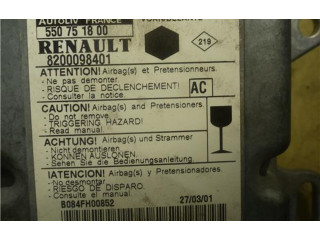 AUTOLIV FRANCE
550 75 18 00
RENAULT
8200098401
218
ATTENTION! Airbag(s) et Pretensionneurs.
- Ne pas demonter.
- RISQUE DE DECLENCHEMENT!
- Consulter la notice.
AC
CAUTION! Airbag(s) and Pretensioners.
- Do not remove.
- TRIGGERING HAZARD!
- Read manual.
ACHTUNG! Airbag(s) und Strammer
- Nicht demontieren.
- KONNEN AUSLONEN.
- Sehen sie die Bedienungsanleitung.
!ATENCION! Airbag(s) y Pretensionadores.
- No desmontar.
- RIESGO DE DISPARO
- Consultar el manual.
B084FH00852 27/03/01